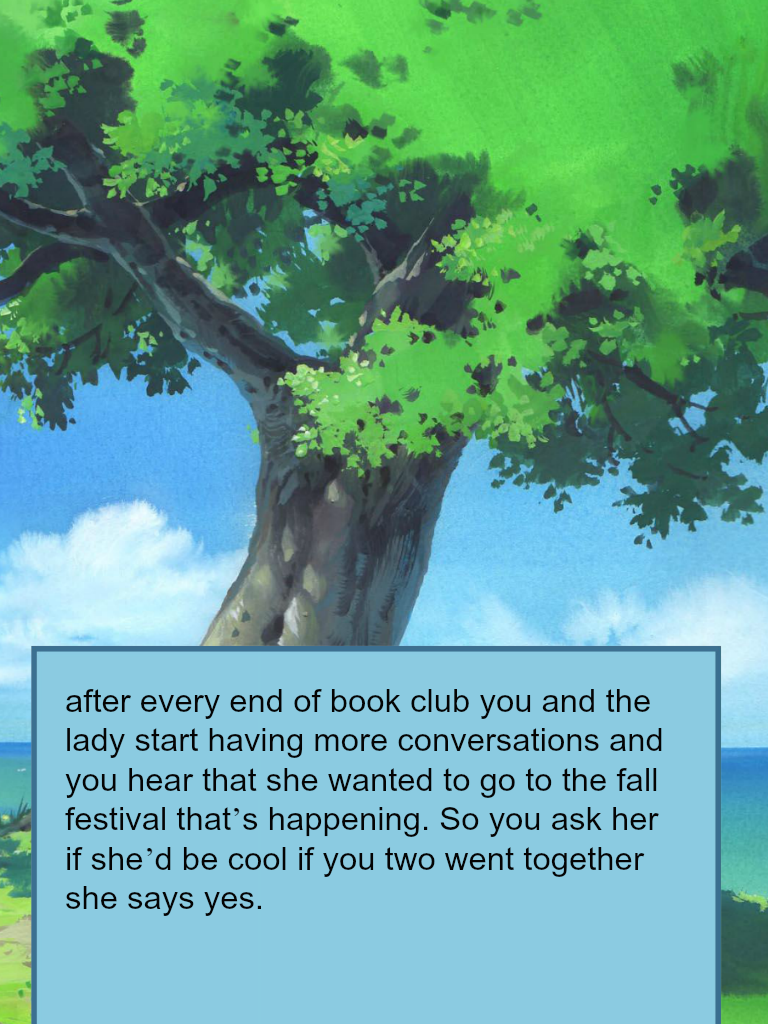 after every end of book club you and the
lady start having more conversations and
you hear that she wanted to go to the fall
festival that’s happening. So you ask her
if she’d be cool if you two went together
she says yes.